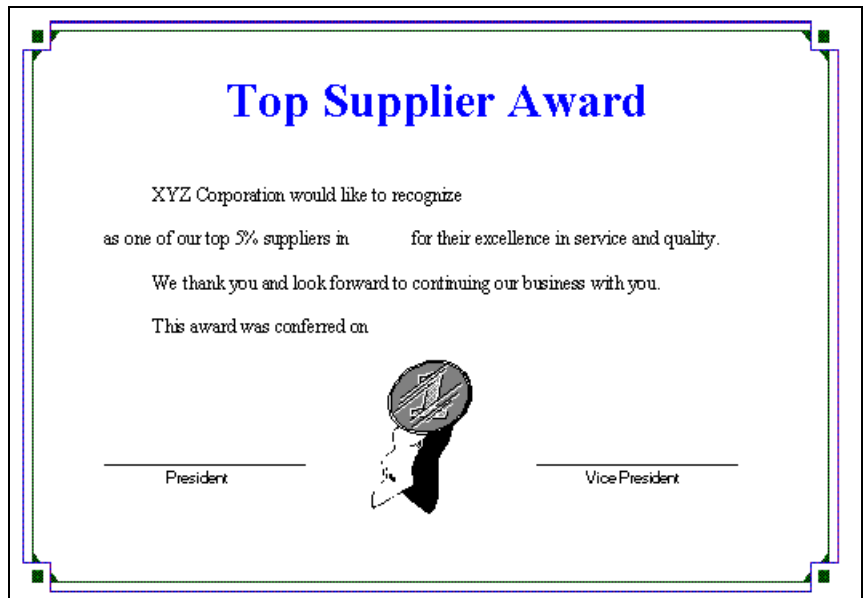 Top Supplier Award
XYZ Corporation would like to recognize
as one of our top 5% suppliers in for their excellence in service and quality.
We thank you and look forward to continuing our business with you.
This award was conferred on
1
President
Vice President